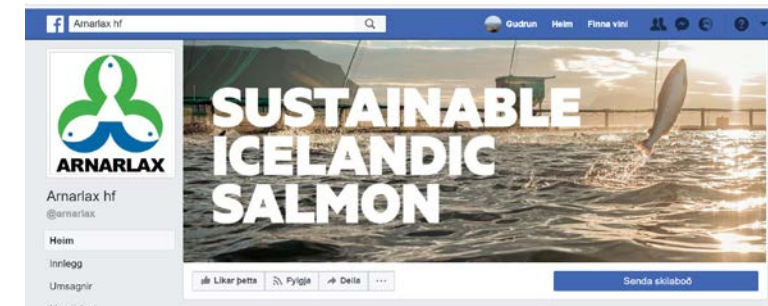 Arnarlax hf
Gudrun Heim Finna vini
ARNARLAX
SUSTAINABLE
ICELANDIC
SALMON
Arnarlax hf
@arnarlax
Heim
Innlegg
Umsagnir
Líkar þetta Fylgja Deila ...
Senda skilaboð